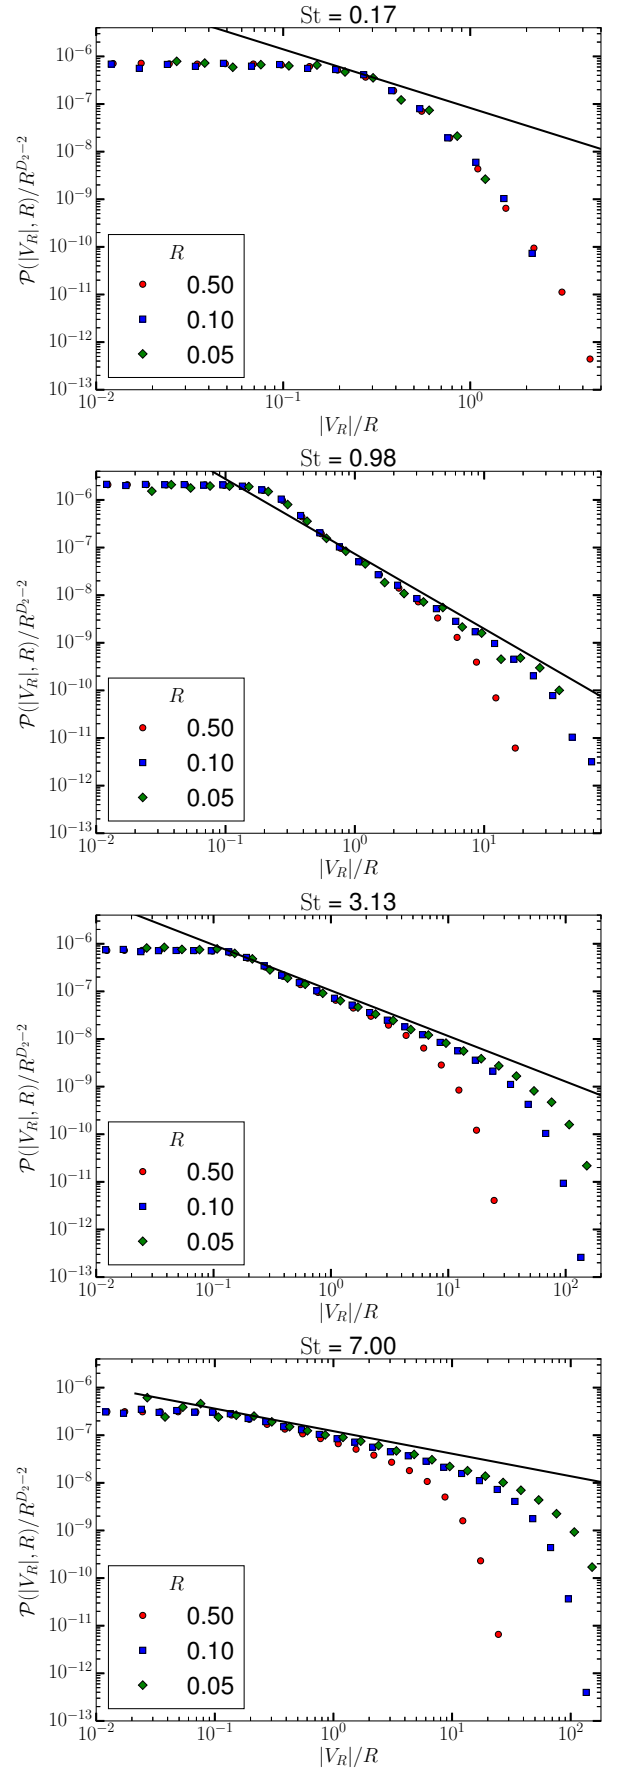 St = 0.17
10^{-6}
10^{-7}
10^{-8}
10^{-9}
10^{-10}
10^{-11}
10^{-12}
10^{-13}
𝒫(|V_R|, R)/R^{D_2-2}
R
0.50
0.10
0.05
10^{-2} 10^{-1} 10^{0}
|V_R|/R
St = 0.98
10^{-6}
10^{-7}
10^{-8}
10^{-9}
10^{-10}
10^{-11}
10^{-12}
10^{-13}
𝒫(|V_R|, R)/R^{D_2-2}
R
0.50
0.10
0.05
10^{-2} 10^{-1} 10^{0} 10^{1}
|V_R|/R
St = 3.13
10^{-6}
10^{-7}
10^{-8}
10^{-9}
10^{-10}
10^{-11}
10^{-12}
10^{-13}
𝒫(|V_R|, R)/R^{D_2-2}
R
0.50
0.10
0.05
10^{-2} 10^{-1} 10^{0} 10^{1} 10^{2}
|V_R|/R
St = 7.00
10^{-6}
10^{-7}
10^{-8}
10^{-9}
10^{-10}
10^{-11}
10^{-12}
10^{-13}
𝒫(|V_R|, R)/R^{D_2-2}
R
0.50
0.10
0.05
10^{-2} 10^{-1} 10^{0} 10^{1} 10^{2}
|V_R|/R